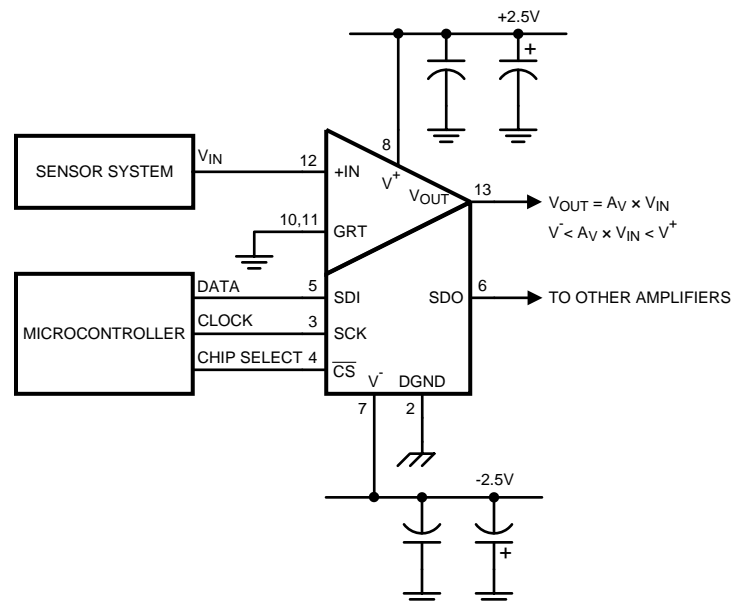 +2.5V
+
8
SENSOR SYSTEM
VIN
12
+IN
V+
VOUT
13
VOUT = AV × VIN
V- < AV × VIN < V+
10,11
GRT
MICROCONTROLLER
DATA
5
SDI
SDO
6
TO OTHER AMPLIFIERS
CLOCK
3
SCK
CHIP SELECT
4
CS
V-
DGND
7
2
-2.5V
+